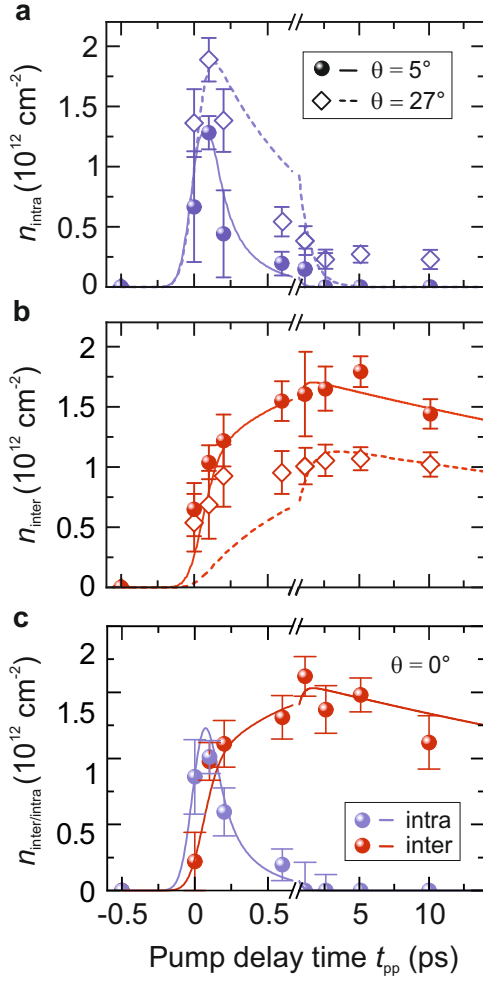 a
2
1.5
1
0.5
0
n_intra (10^12 cm^-2)
θ = 5°
θ = 27°
b
2
1.5
1
0.5
0
n_inter (10^12 cm^-2)
c
2
1.5
1
0.5
0
n_inter/intra (10^12 cm^-2)
θ = 0°
intra
inter
-0.5 0 0.5 5 10
Pump delay time t_pp (ps)